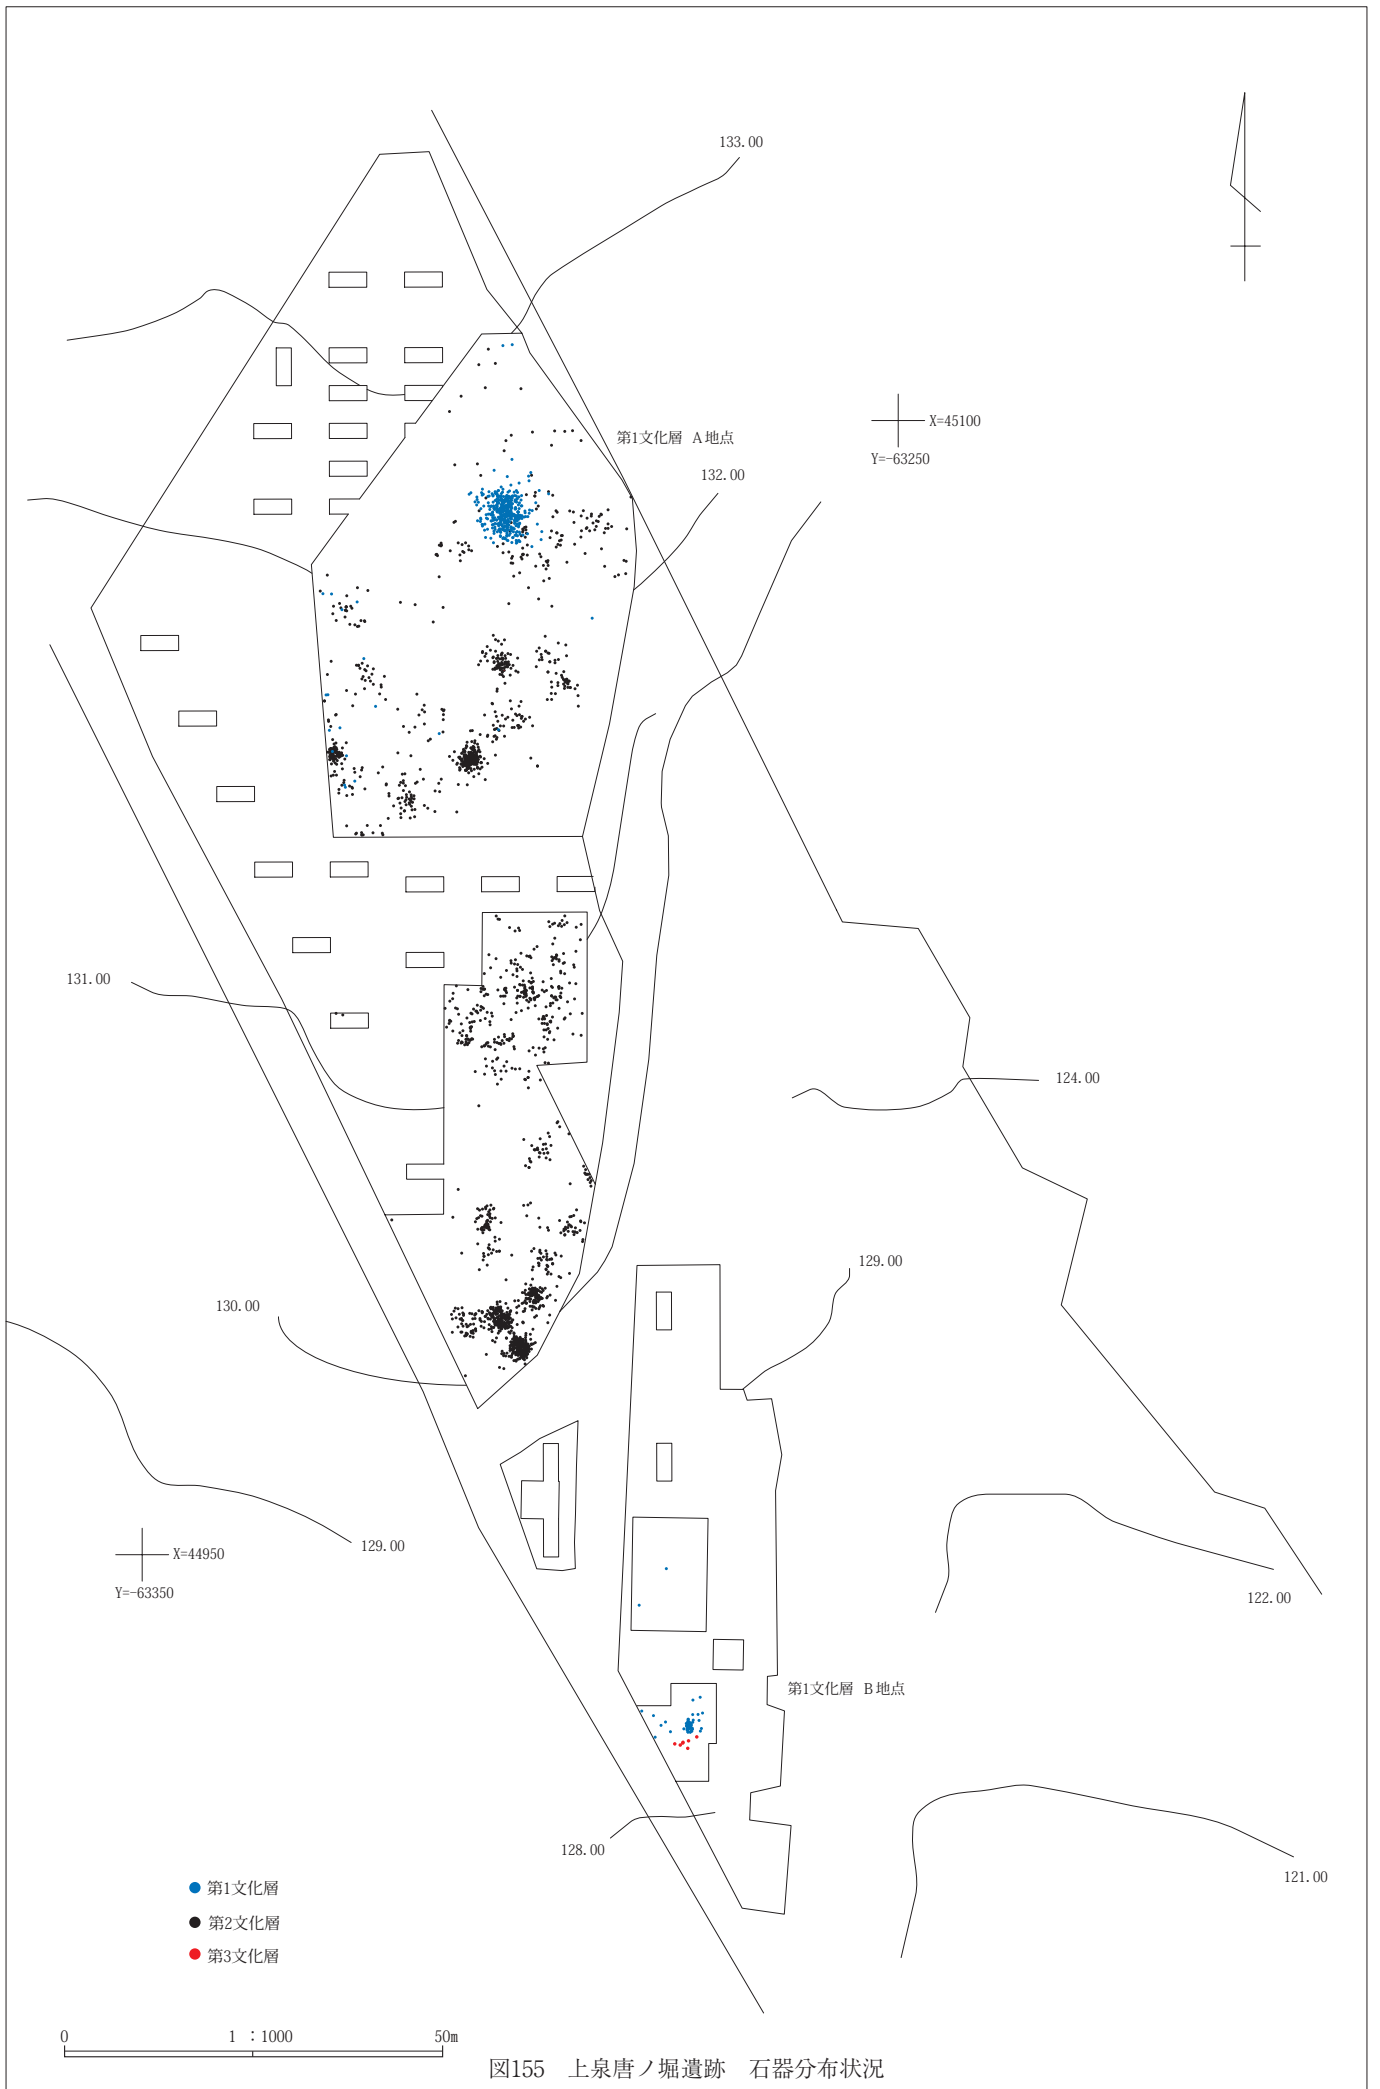 133.00
第1文化層 A地点
X=45100
Y=-63250
132.00
131.00
124.00
129.00
130.00
129.00
X=44950
Y=-63350
122.00
第1文化層 B地点
128.00
121.00
第1文化層
第2文化層
第3文化層
0 1:1000 50m
図155 上泉唐ノ堀遺跡 石器分布状況